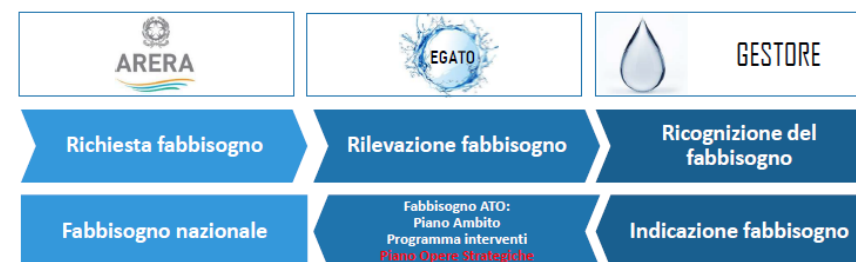 ARERA
EGATO
GESTORE
Richiesta fabbisogno
Rilevazione fabbisogno
Ricognizione del
fabbisogno
Fabbisogno nazionale
Fabbisogno ATO:
Piano Ambito
Programma interventi
Piano Opere Strategiche
Indicazione fabbisogno